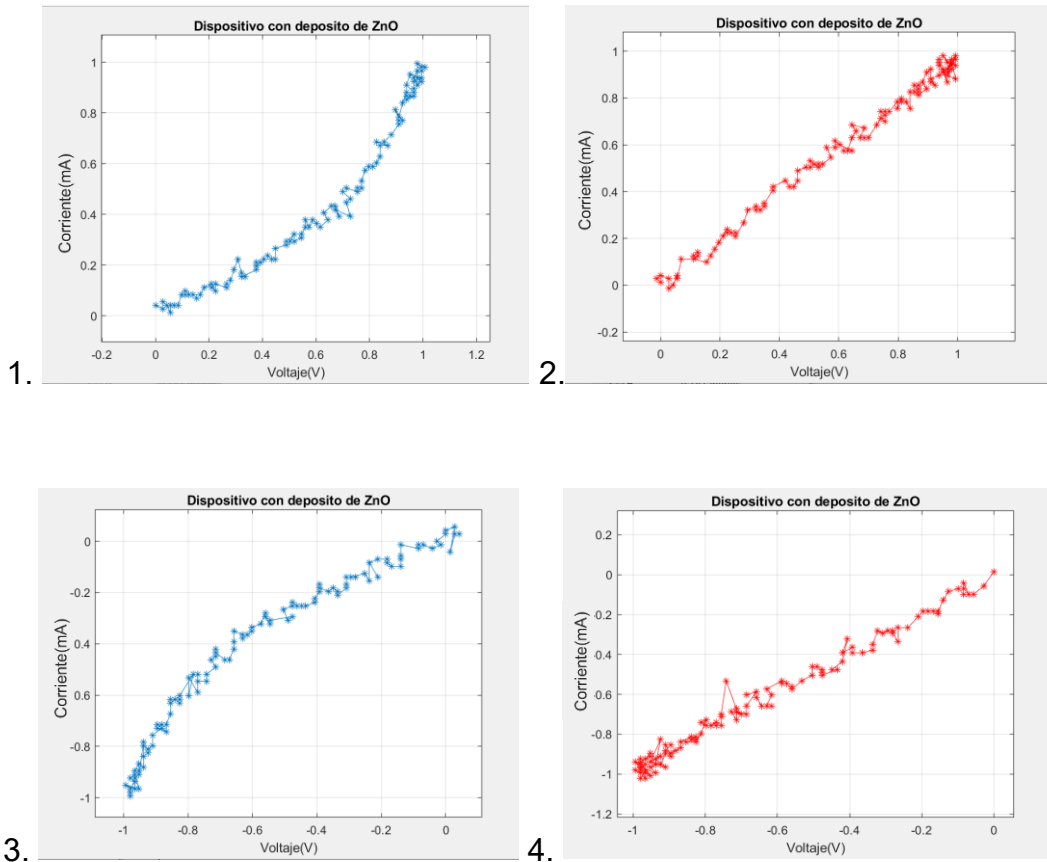 Dispositivo con deposito de ZnO
1
0.8
0.6
0.4
0.2
0
Corriente(mA)
-0.2 0 0.2 0.4 0.6 0.8 1 1.2
Voltaje(V)
1.
Dispositivo con deposito de ZnO
1
0.8
0.6
0.4
0.2
0
-0.2
Corriente(mA)
0 0.2 0.4 0.6 0.8 1
Voltaje(V)
2.
Dispositivo con deposito de ZnO
0
-0.2
-0.4
-0.6
-0.8
-1
Corriente(mA)
-1 -0.8 -0.6 -0.4 -0.2 0
Voltaje(V)
3.
Dispositivo con deposito de ZnO
0.2
0
-0.2
-0.4
-0.6
-0.8
-1
-1.2
Corriente(mA)
-1 -0.8 -0.6 -0.4 -0.2 0
Voltaje(V)
4.